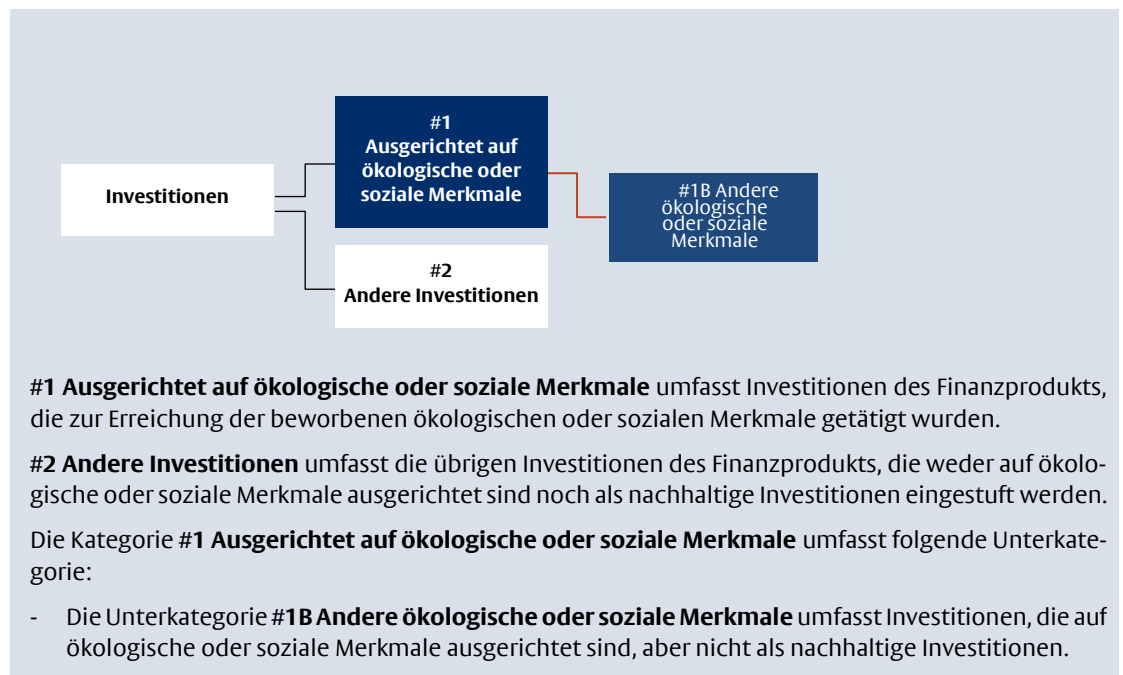 #1
Ausgerichtet auf
ökologische oder
soziale Merkmale
Investitionen
#1B Andere
ökologische
oder soziale
Merkmale
#2
Andere Investitionen
#1 Ausgerichtet auf ökologische oder soziale Merkmale umfasst Investitionen des Finanzprodukts,
die zur Erreichung der beworbenen ökologischen oder sozialen Merkmale getätigt wurden.
#2 Andere Investitionen umfasst die übrigen Investitionen des Finanzprodukts, die weder auf ökolo-
gische oder soziale Merkmale ausgerichtet sind noch als nachhaltige Investitionen eingestuft werden.
Die Kategorie #1 Ausgerichtet auf ökologische oder soziale Merkmale umfasst folgende Unterkate-
gorie:
- Die Unterkategorie #1B Andere ökologische oder soziale Merkmale umfasst Investitionen, die auf
ökologische oder soziale Merkmale ausgerichtet sind, aber nicht als nachhaltige Investitionen.